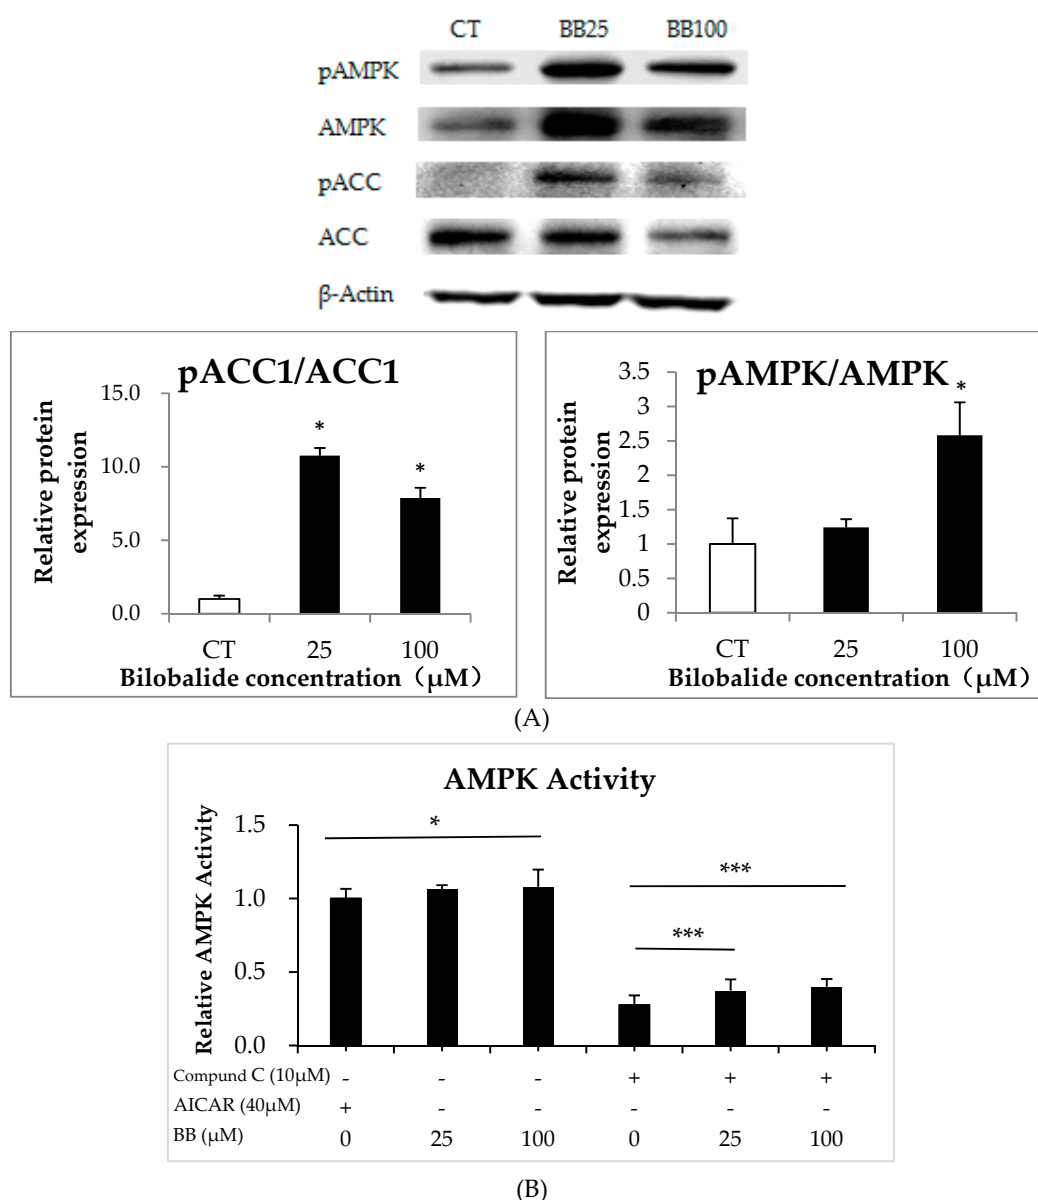 CT BB25 BB100
pAMPK
AMPK
pACC
ACC
β-Actin
pACC1/ACC1
Relative protein
expression
15.0
10.0
5.0
0.0
*
*
CT 25 100
Bilobalide concentration（μM）
pAMPK/AMPK
Relative protein
expression
3.5
3
2.5
2
1.5
1
0.5
0
*
CT 25 100
Bilobalide concentration（μM）
(A)
AMPK Activity
Relative AMPK Activity
1.5
1.0
0.5
0.0
*
***
***
Compund C (10μM) - - - + + +
AICAR (40μM) + - - - - -
BB (μM) 0 25 100 0 25 100
(B)